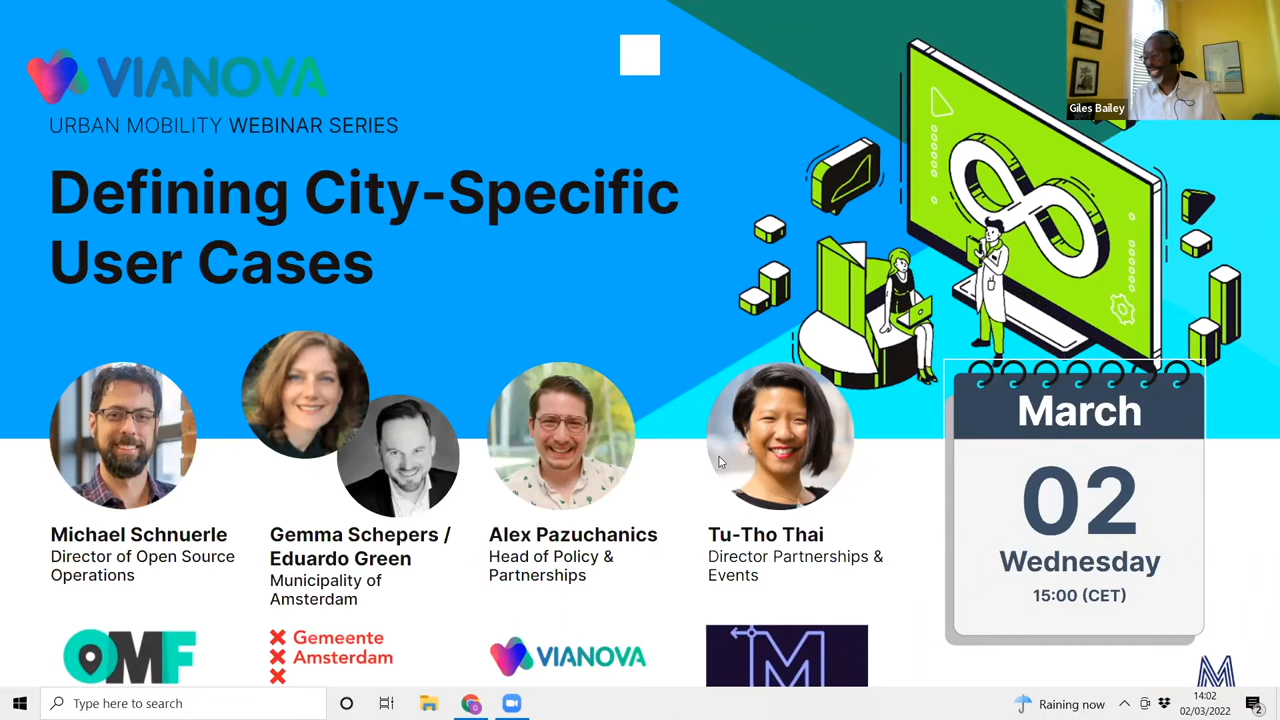 VIANOVA
URBAN MOBILITY WEBINAR SERIES
Defining City-Specific
User Cases
Giles Bailey
March
02
Wednesday
15:00 (CET)
Michael Schnuerle
Director of Open Source
Operations
Gemma Schepers /
Eduardo Green
Municipality of
Amsterdam
Alex Pazuchanics
Head of Policy &
Partnerships
Tu-Tho Thai
Director Partnerships &
Events
OMF
Gemeente
Amsterdam
VIANOVA
M
M
Type here to search
Raining now
14:02
02/03/2022
2